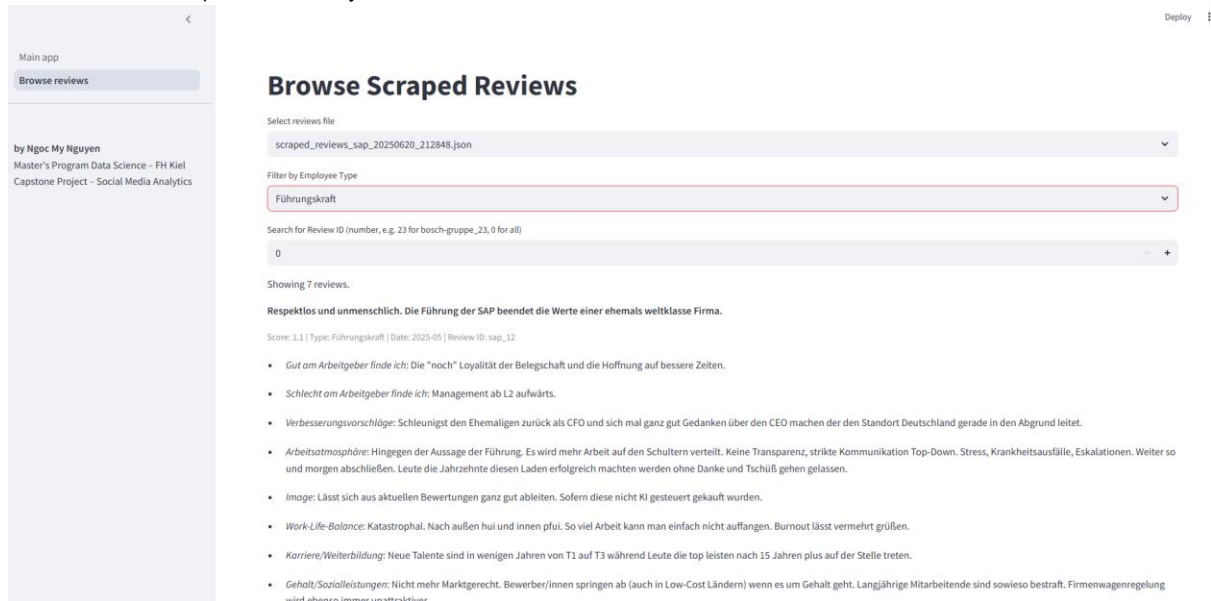 Deploy
Main app
Browse reviews
by Ngoc My Nguyen
Master's Program Data Science – FH Kiel
Capstone Project – Social Media Analytics
Browse Scraped Reviews
Select reviews file
scraped_reviews_sap_20250620_212848.json
Filter by Employee Type
Führungskraft
Search for Review ID (number, e.g. 23 for bosch-gruppe_23, 0 for all)
0
Showing 7 reviews.
Respektlos und unmenschlich. Die Führung der SAP beendet die Werte einer ehemals weltklasse Firma.
Score: 1.1 | Type: Führungskraft | Date: 2025-05 | Review ID: sap_12
• Gut am Arbeitgeber finde ich: Die "noch" Loyalität der Belegschaft und die Hoffnung auf bessere Zeiten.
• Schlecht am Arbeitgeber finde ich: Management ab L2 aufwärts.
• Verbesserungsvorschläge: Schleunigst den Ehemaligen zurück als CFO und sich mal ganz gut Gedanken über den CEO machen der den Standort Deutschland gerade in den Abgrund leitet.
• Arbeitsatmosphäre: Hingegen der Aussage der Führung. Es wird mehr Arbeit auf den Schultern verteilt. Keine Transparenz, strikte Kommunikation Top-Down. Stress, Krankheitsausfälle, Eskalationen. Weiter so
und morgen abschließen. Leute die Jahrzehnte diesen Laden erfolgreich machten werden ohne Danke und Tschüß gehen gelassen.
• Image: Lässt sich aus aktuellen Bewertungen ganz gut ableiten. Sofern diese nicht KI gesteuert gekauft wurden.
• Work-Life-Balance: Katastrophal. Nach außen hui und innen pfui. So viel Arbeit kann man einfach nicht auffangen. Burnout lässt vermehrt grüßen.
• Karriere/Weiterbildung: Neue Talente sind in wenigen Jahren von T1 auf T3 während Leute die top leisten nach 15 Jahren plus auf der Stelle treten.
• Gehalt/Sozialleistungen: Nicht mehr Marktgerecht. Bewerber/innen springen ab (auch in Low-Cost Ländern) wenn es um Gehalt geht. Langjährige Mitarbeitende sind sowieso bestraft. Firmenwagenregelung
wird ebenso immer unattraktiver.